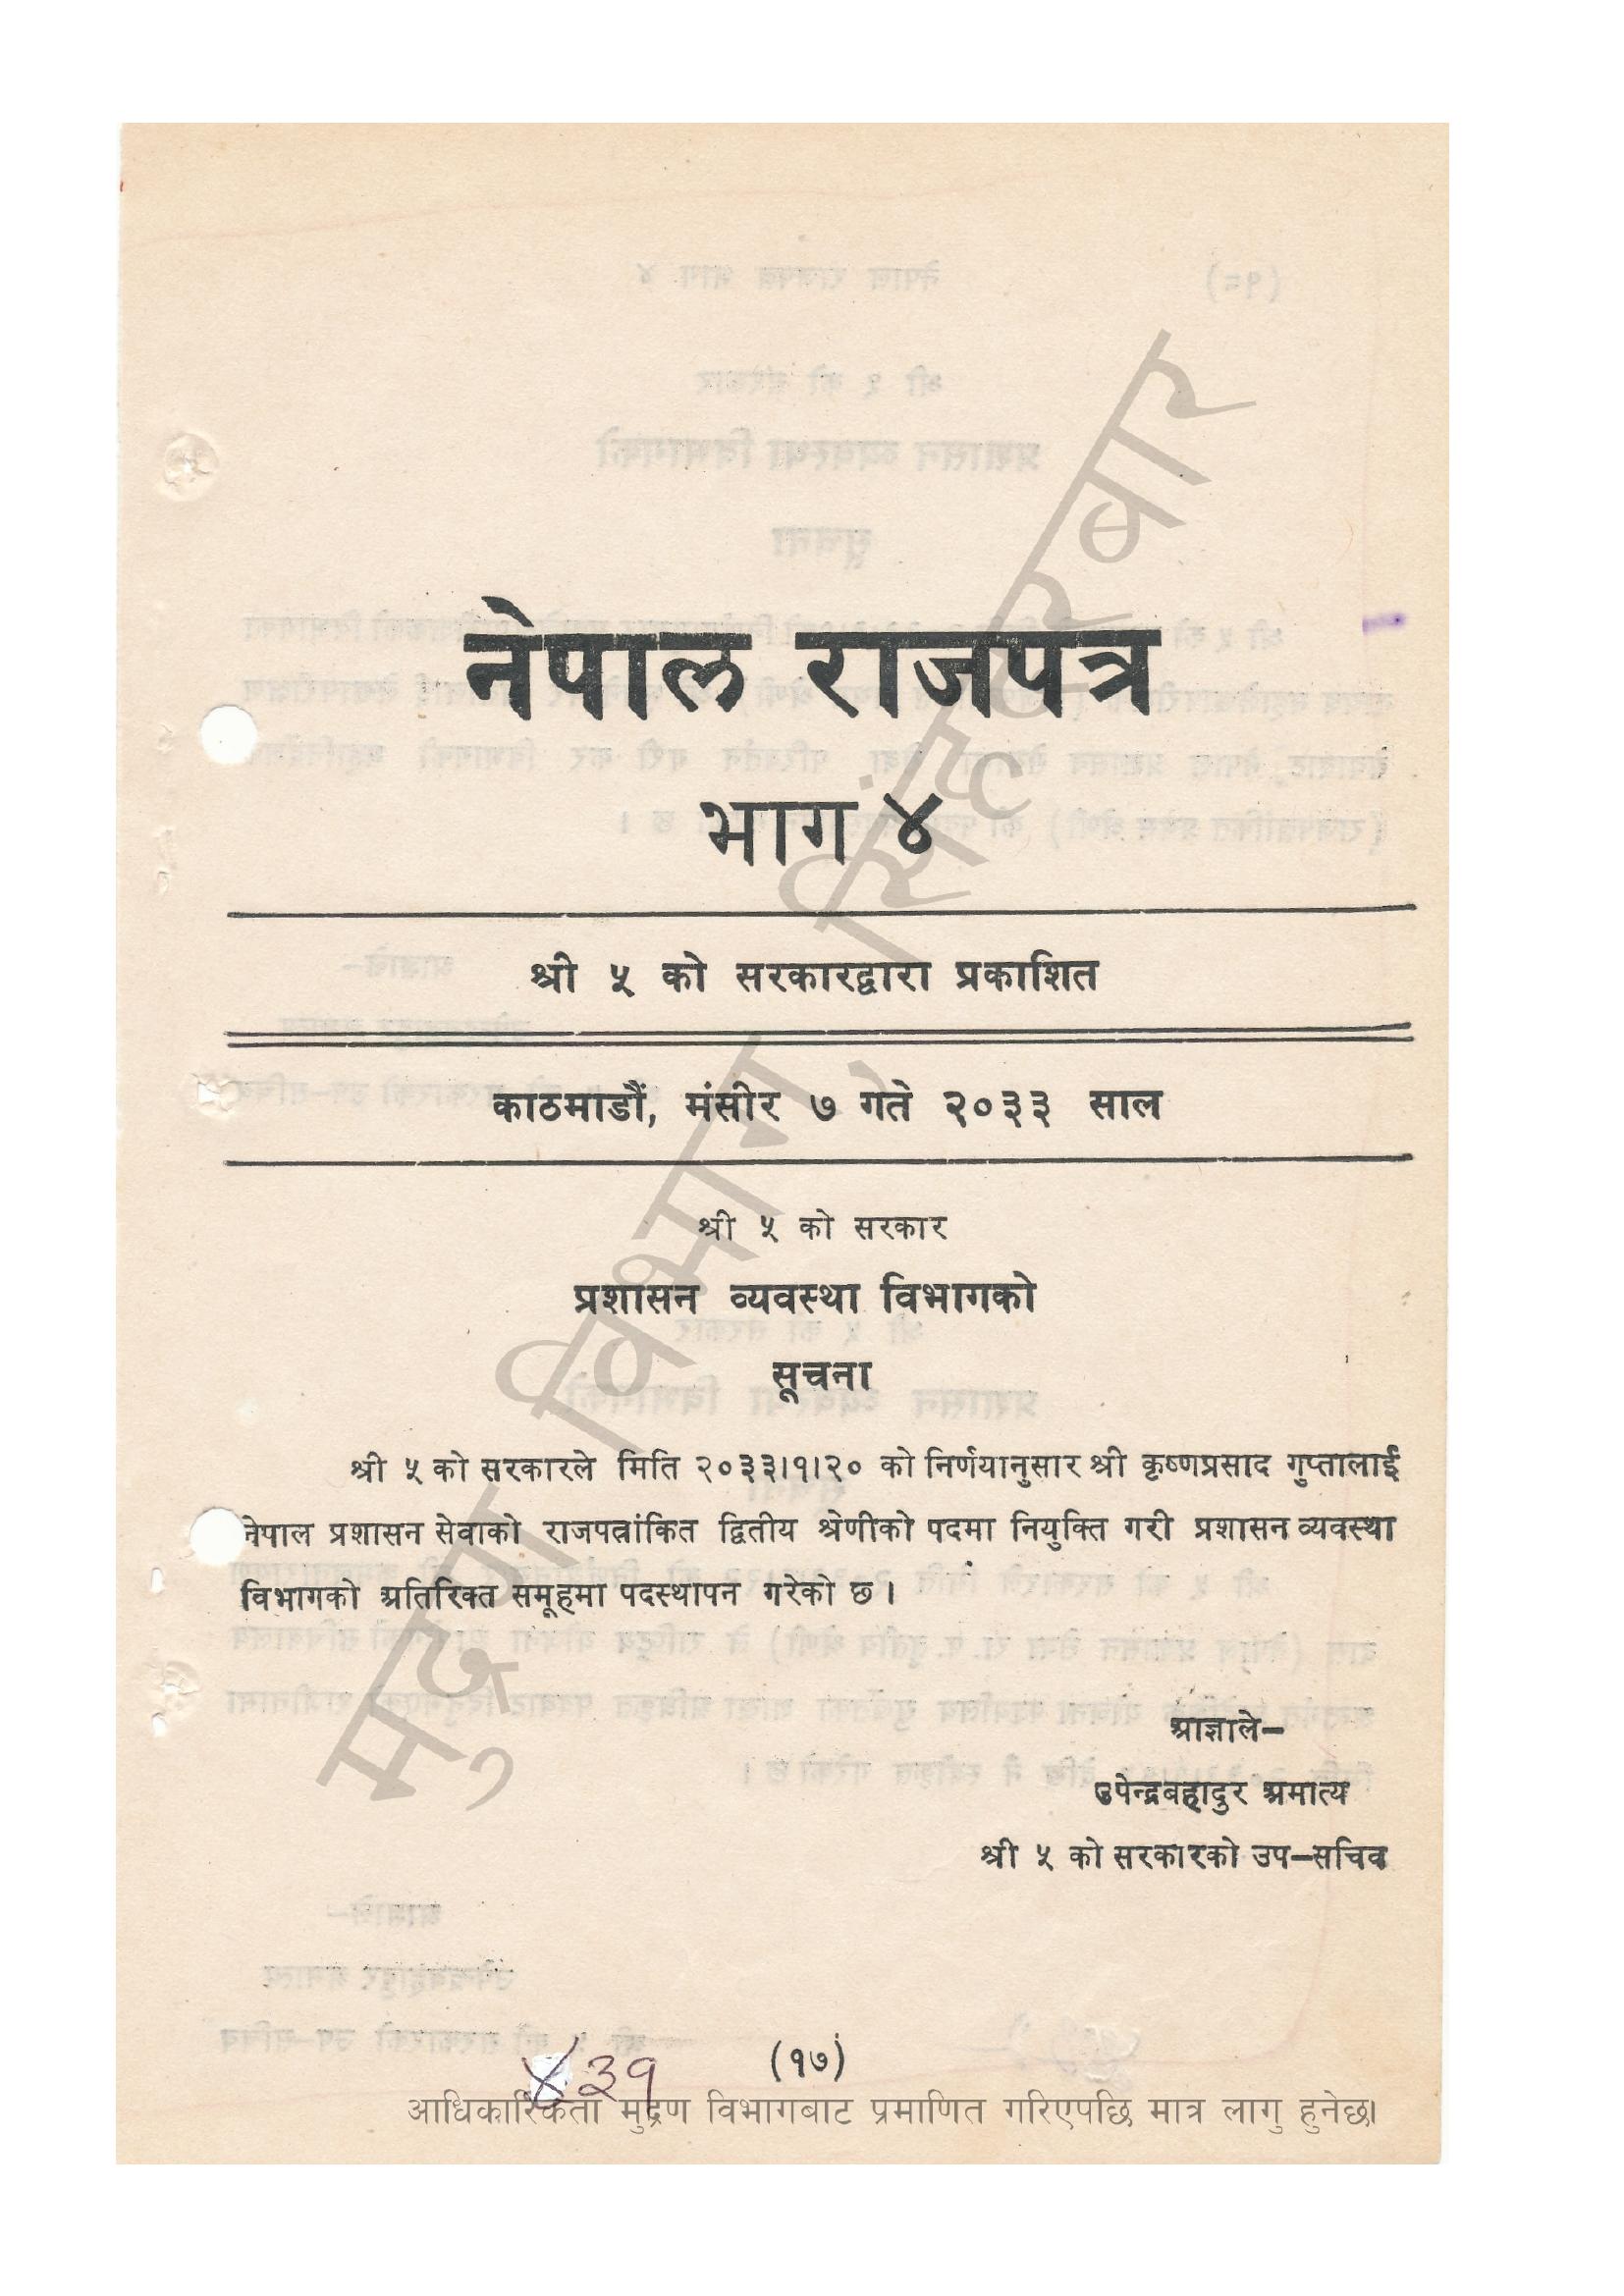 नेपाल राजपत्र
भाग ४
श्री ५ को सरकारद्वारा प्रकाशित
काठमाडौं, मंसीर ७ गते २०३३ साल
श्री ५ को सरकार
प्रशासन व्यवस्था विभागको
सूचना
श्री ५ को सरकारले मिति २०३३।१।२० को निर्णयानुसार श्री कृष्णप्रसाद गुप्तालाई
नेपाल प्रशासन सेवाको राजपत्रांकित द्वितीय श्रेणीको पदमा नियुक्ति गरी प्रशासन व्यवस्था
विभागको अतिरिक्त समूहमा पदस्थापन गरेको छ ।
आज्ञाले–
उपेन्द्रबहादुर अमात्य
श्री ५ को सरकारको उप–सचिव
(१७)
४३१
आधिकारिकता मुद्रण विभागबाट प्रमाणित गरिएपछि मात्र लागु हुनेछ।
मुद्रण विभाग, सिंहदरबार